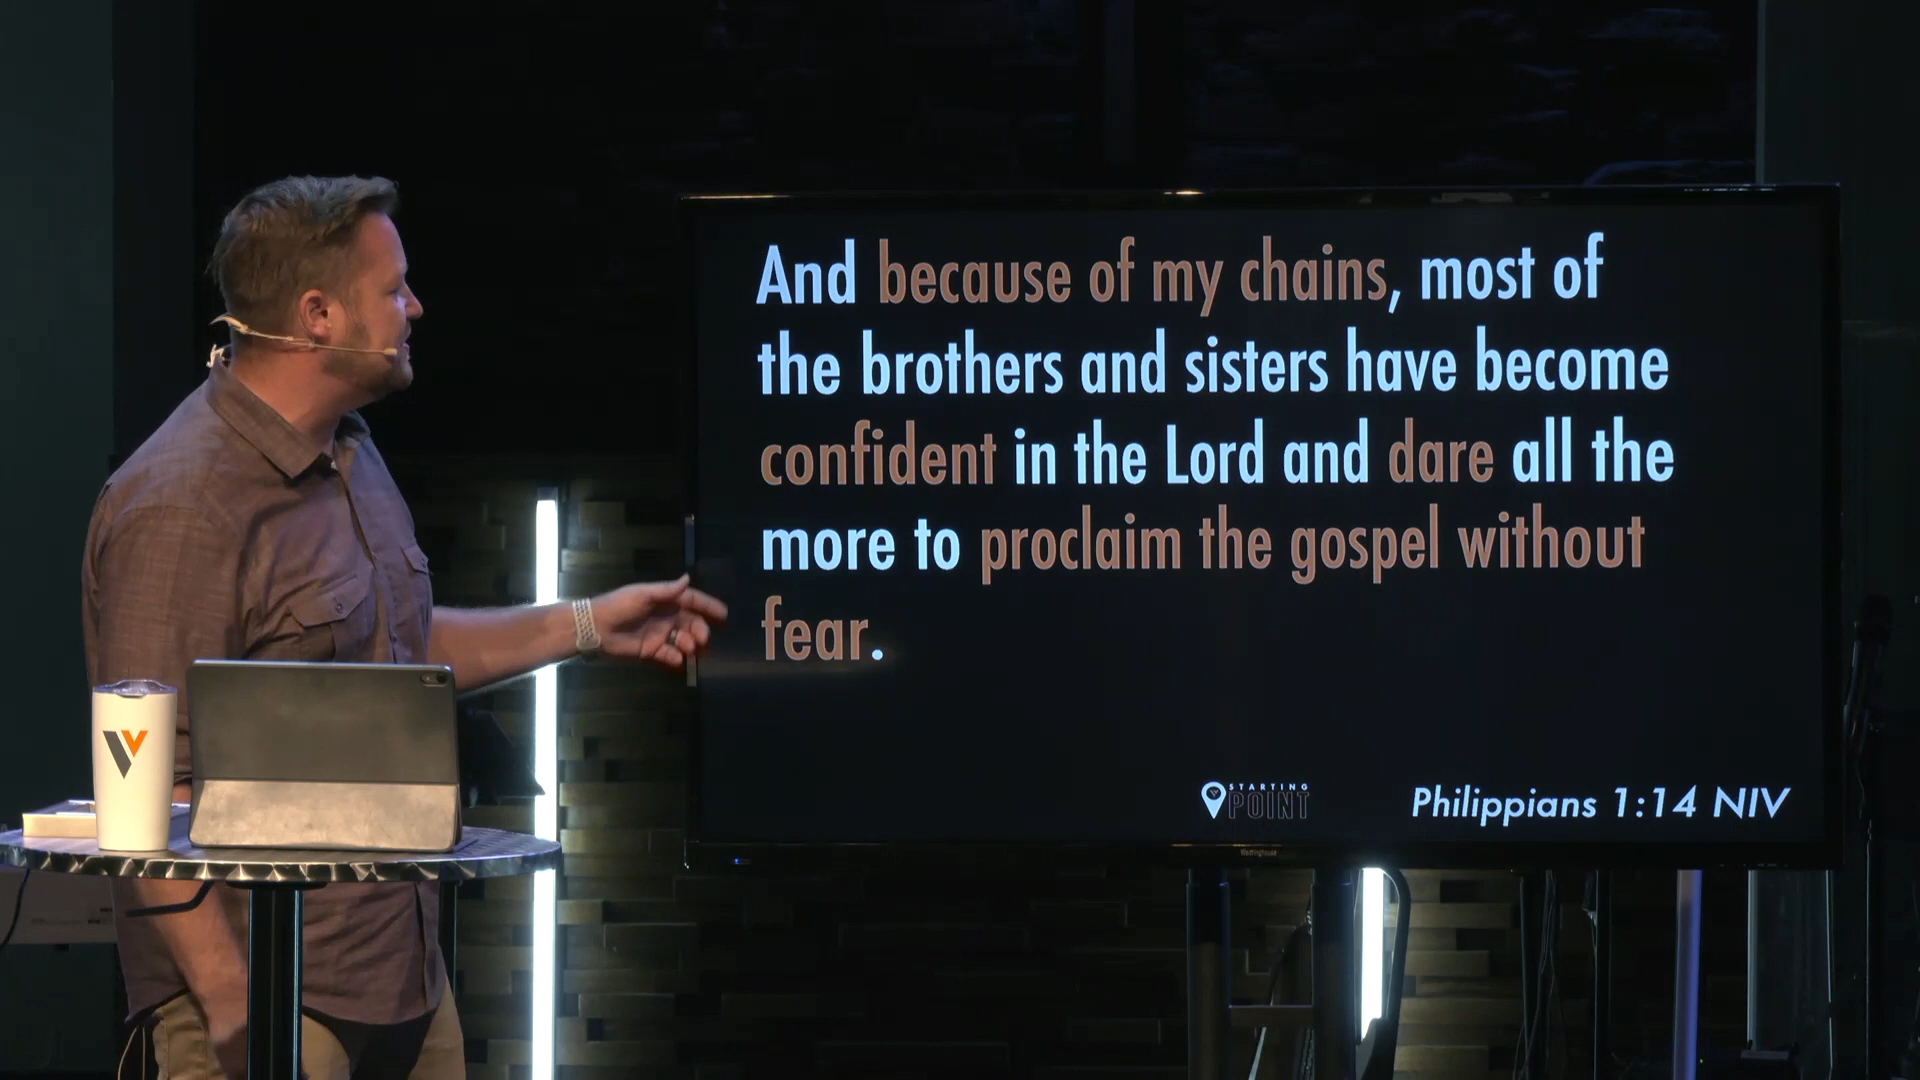 And because of my chains, most of
the brothers and sisters have become
confident in the Lord and dare all the
more to proclaim the gospel without
fear.
STARTING
POINT
Philippians 1:14 NIV
Westinghouse